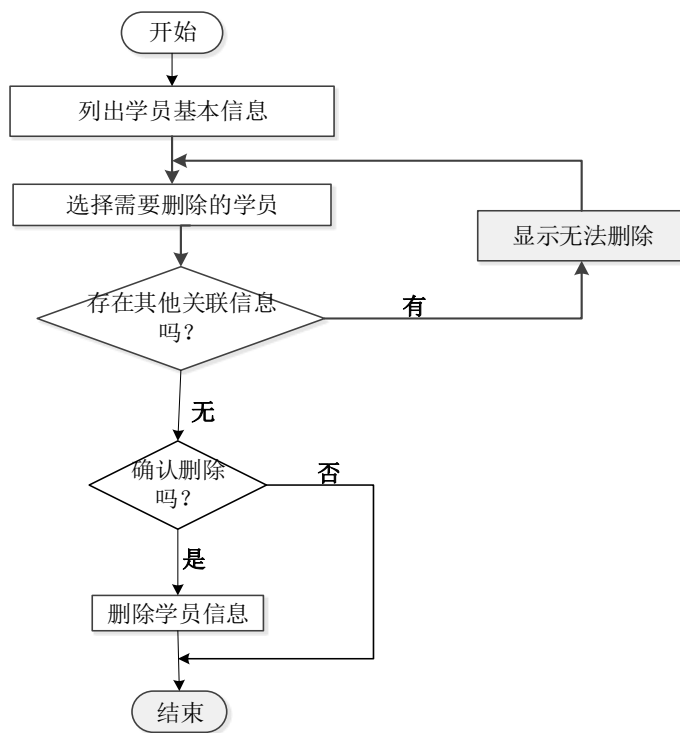 开始
列出学员基本信息
选择需要删除的学员
显示无法删除
存在其他关联信息
吗？
有
无
确认删除
吗？
否
是
删除学员信息
结束